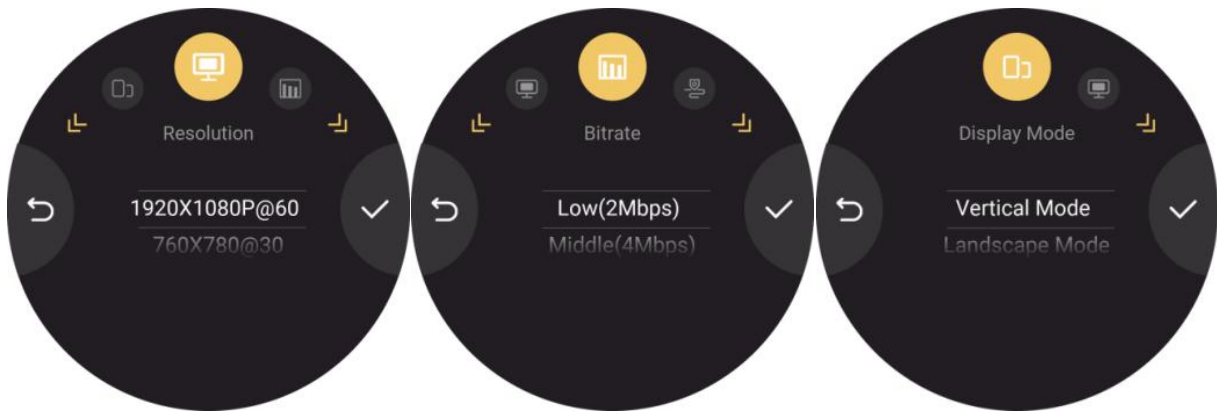 Resolution
1920X1080P@60
760X780@30
Bitrate
Low(2Mbps)
Middle(4Mbps)
Display Mode
Vertical Mode
Landscape Mode